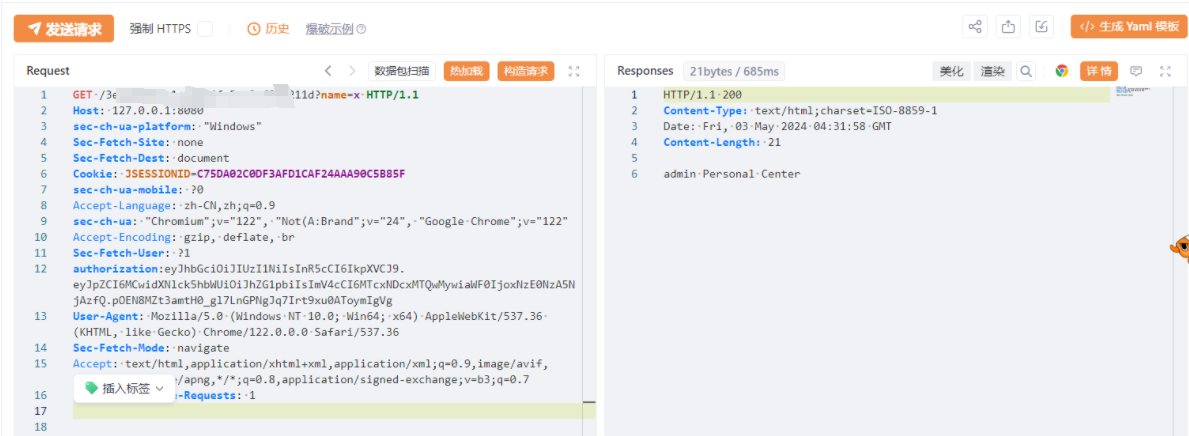 发送请求 强制 HTTPS 历史 爆破示例 生成 Yaml 模板
Request 数据包扫描 热加载 构造请求
1 GET /3e 211d?name=x HTTP/1.1
2 Host: 127.0.0.1:8080
3 sec-ch-ua-platform: "Windows"
4 Sec-Fetch-Site: none
5 Sec-Fetch-Dest: document
6 Cookie: JSESSIONID=C75DA02C0DF3AFD1CAF24AAA90C5B85F
7 sec-ch-ua-mobile: ?0
8 Accept-Language: zh-CN,zh;q=0.9
9 sec-ch-ua: "Chromium";v="122", "Not(A:Brand";v="24", "Google Chrome";v="122"
10 Accept-Encoding: gzip, deflate, br
11 Sec-Fetch-User: ?1
12 authorization:eyJhbGciOiJIUzI1NiIsInR5cCI6IkpXVCJ9.
eyJpZCI6MCwidXNlck5hbWUiOiJhZG1pbiIsImV4cCI6MTcxNDcxMTQwMywiaWF0IjoxNzE0NzA5N
jAzfQ.pOEN8MZt3amtH0_gl7LnGPNgJq7Irt9xu0AToymIgVg
13 User-Agent: Mozilla/5.0 (Windows NT 10.0; Win64; x64) AppleWebKit/537.36
(KHTML, like Gecko) Chrome/122.0.0.0 Safari/537.36
14 Sec-Fetch-Mode: navigate
15 Accept: text/html,application/xhtml+xml,application/xml;q=0.9,image/avif,
/apng,*/*;q=0.8,application/signed-exchange;v=b3;q=0.7
插入标签
16 -Requests: 1
17
18
Responses 21bytes / 685ms 美化 渲染 详情
1 HTTP/1.1 200
2 Content-Type: text/html;charset=ISO-8859-1
3 Date: Fri, 03 May 2024 04:31:58 GMT
4 Content-Length: 21
5
6 admin Personal Center